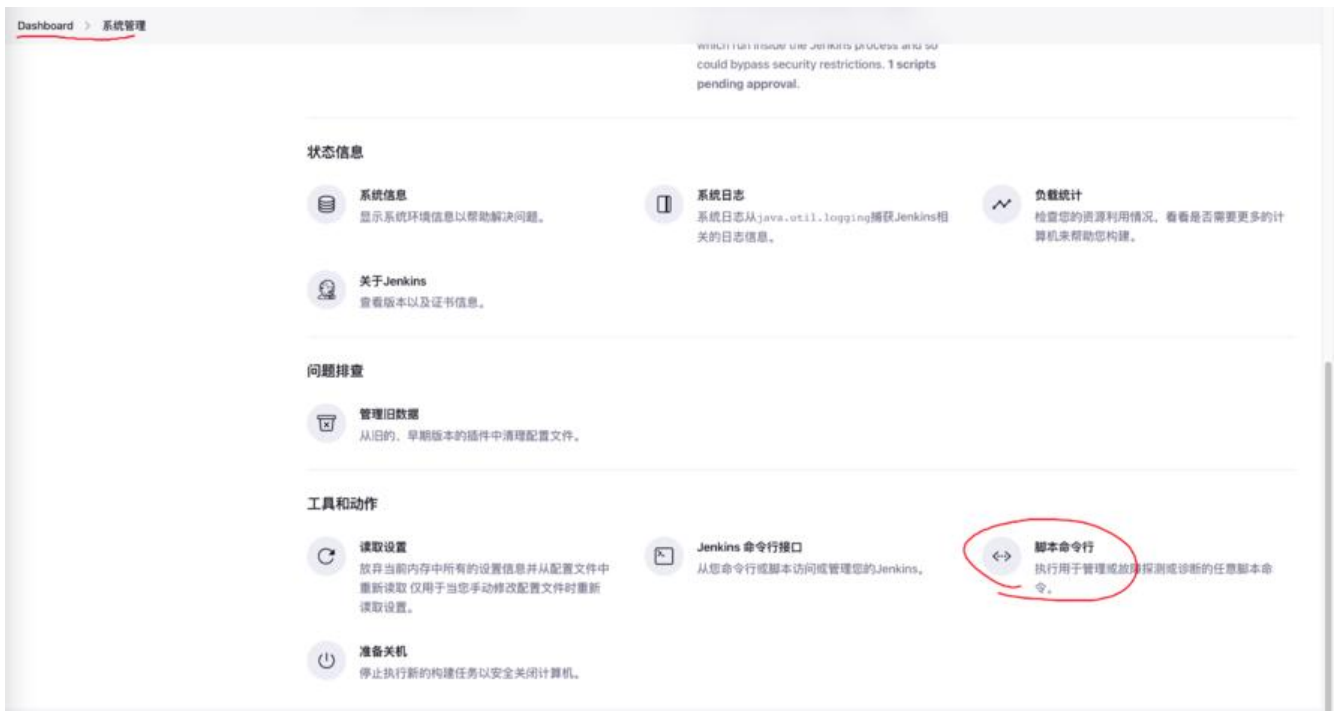 Dashboard > 系统管理
which run inside the Jenkins process and so
could bypass security restrictions. 1 scripts
pending approval.
状态信息
系统信息
显示系统环境信息以帮助解决问题。
系统日志
系统日志从java.util.logging捕获Jenkins相
关的日志信息。
负载统计
检查您的资源利用情况，看看是否需要更多的计
算机来帮助您构建。
关于Jenkins
查看版本以及证书信息。
问题排查
管理旧数据
从旧的、早期版本的插件中清理配置文件。
工具和动作
读取设置
放弃当前内存中所有的设置信息并从配置文件中
重新读取 仅用于当您手动修改配置文件时重新
读取设置。
Jenkins 命令行接口
从您命令行或脚本访问或管理您的Jenkins。
脚本命令行
执行用于管理或故障探测或诊断的任意脚本命
令。
准备关机
停止执行新的构建任务以安全关闭计算机。